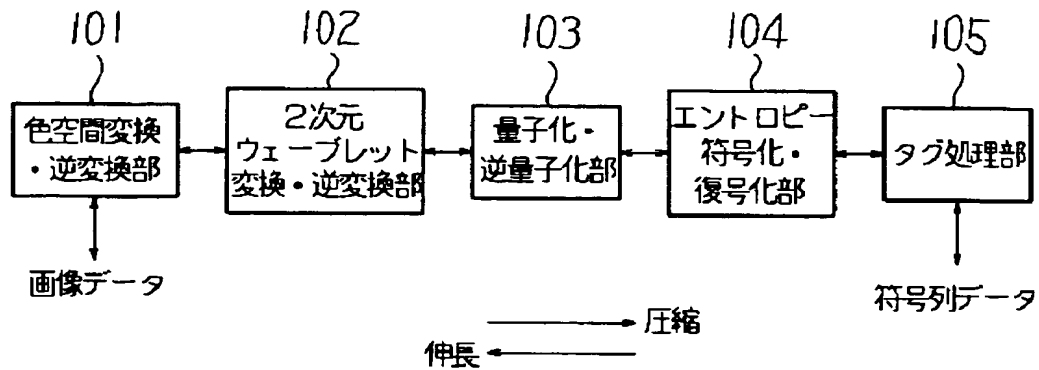 101
102
103
104
105
色空間変換
・逆変換部
2次元
ウェーブレット
変換・逆変換部
量子化・
逆量子化部
エントロピー
符号化・
復号化部
タグ処理部
画像データ
符号列データ
圧縮
伸長